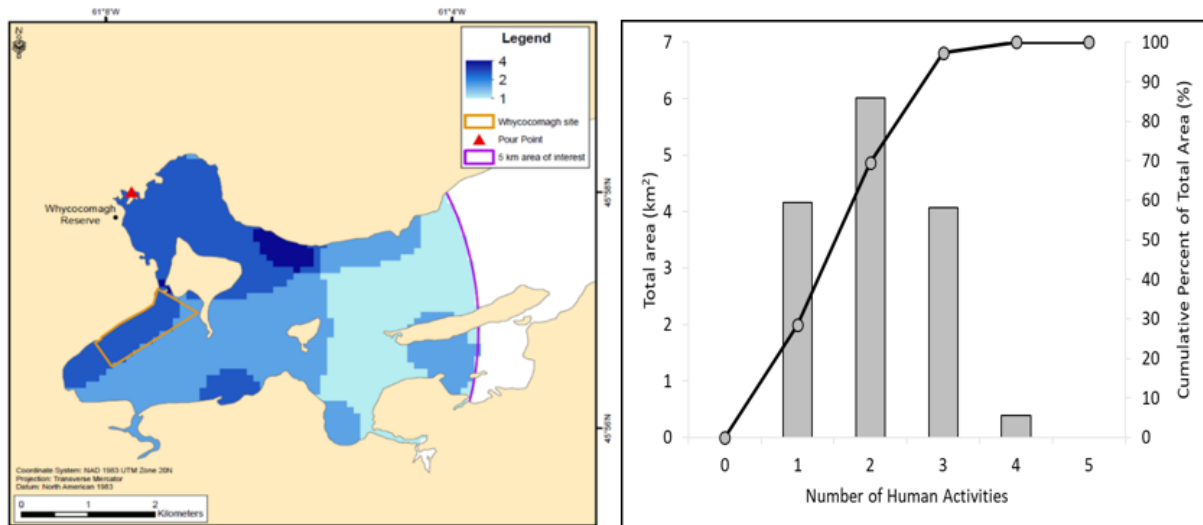 61°8'W
61°4'W
N
Legend
4
2
1
Whycocomagh site
Pour Point
5 km area of interest
45°58'N
Whycocomagh
Reserve
45°56'N
Coordinate System: NAD 1983 UTM Zone 20N
Projection: Transverse Mercator
Datum: North American 1983
0 1 2
Kilometers
Total area (km²)
7
6
5
4
3
2
1
0
0 1 2 3 4 5
Number of Human Activities
100
90
80
70
60
50
40
30
20
10
0
Cumulative Percent of Total Area (%)